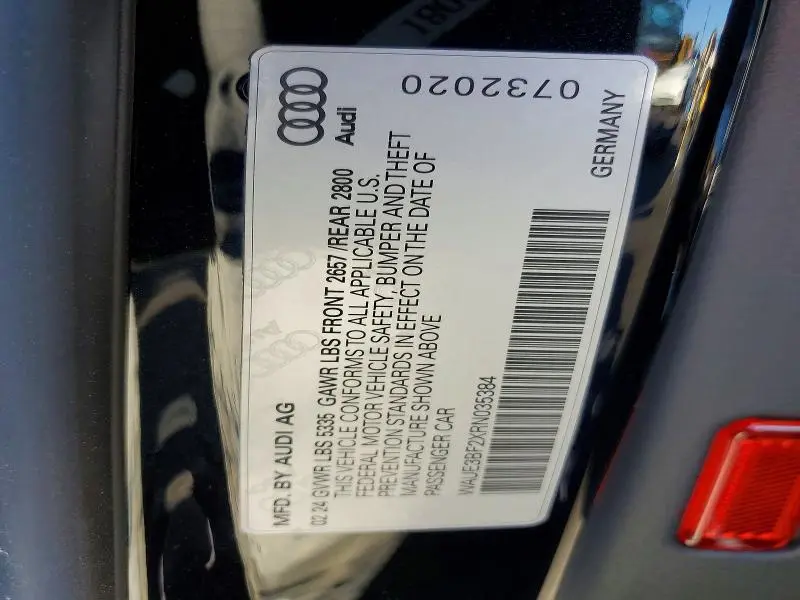 MFD. BY AUDI AG
02 24 GVWR LBS 5335 GAWR LBS FRONT 2657 /REAR 2800
THIS VEHICLE CONFORMS TO ALL APPLICABLE U.S.
FEDERAL MOTOR VEHICLE SAFETY, BUMPER AND THEFT
PREVENTION STANDARDS IN EFFECT ON THE DATE OF
MANUFACTURE SHOWN ABOVE
PASSENGER CAR
WAUE3BF2XRN035384
Audi
0732020
GERMANY